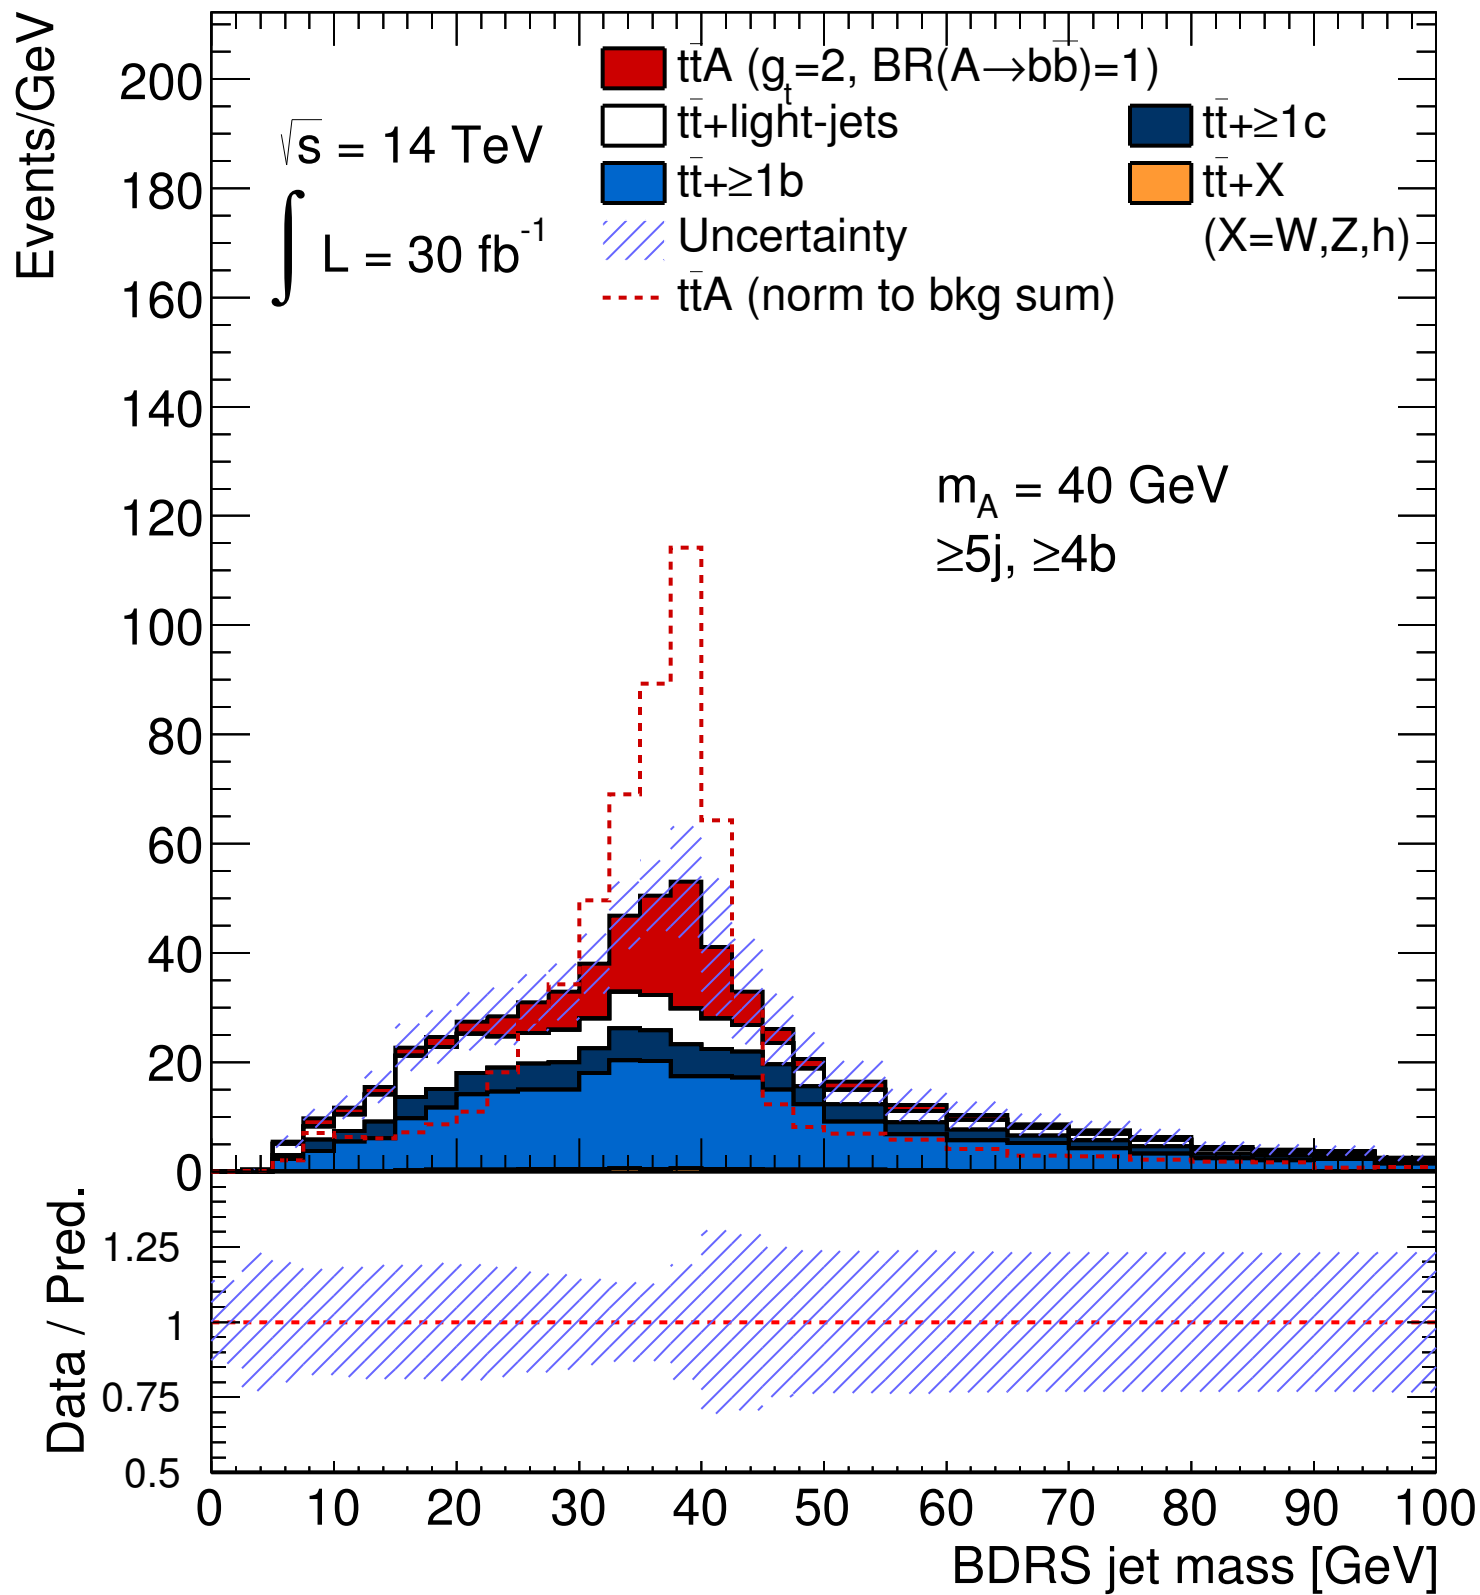 Events/GeV
200
180
160
140
120
100
80
60
40
20
0
√s = 14 TeV
∫ L = 30 fb⁻¹
tt̄A (gₜ=2, BR(A→bb̄)=1)
tt̄+light-jets
tt̄+≥1c
tt̄+≥1b
tt̄+X
Uncertainty
(X=W,Z,h)
tt̄A (norm to bkg sum)
m_A = 40 GeV
≥5j, ≥4b
Data / Pred.
1.25
1
0.75
0.5
0 10 20 30 40 50 60 70 80 90 100
BDRS jet mass [GeV]